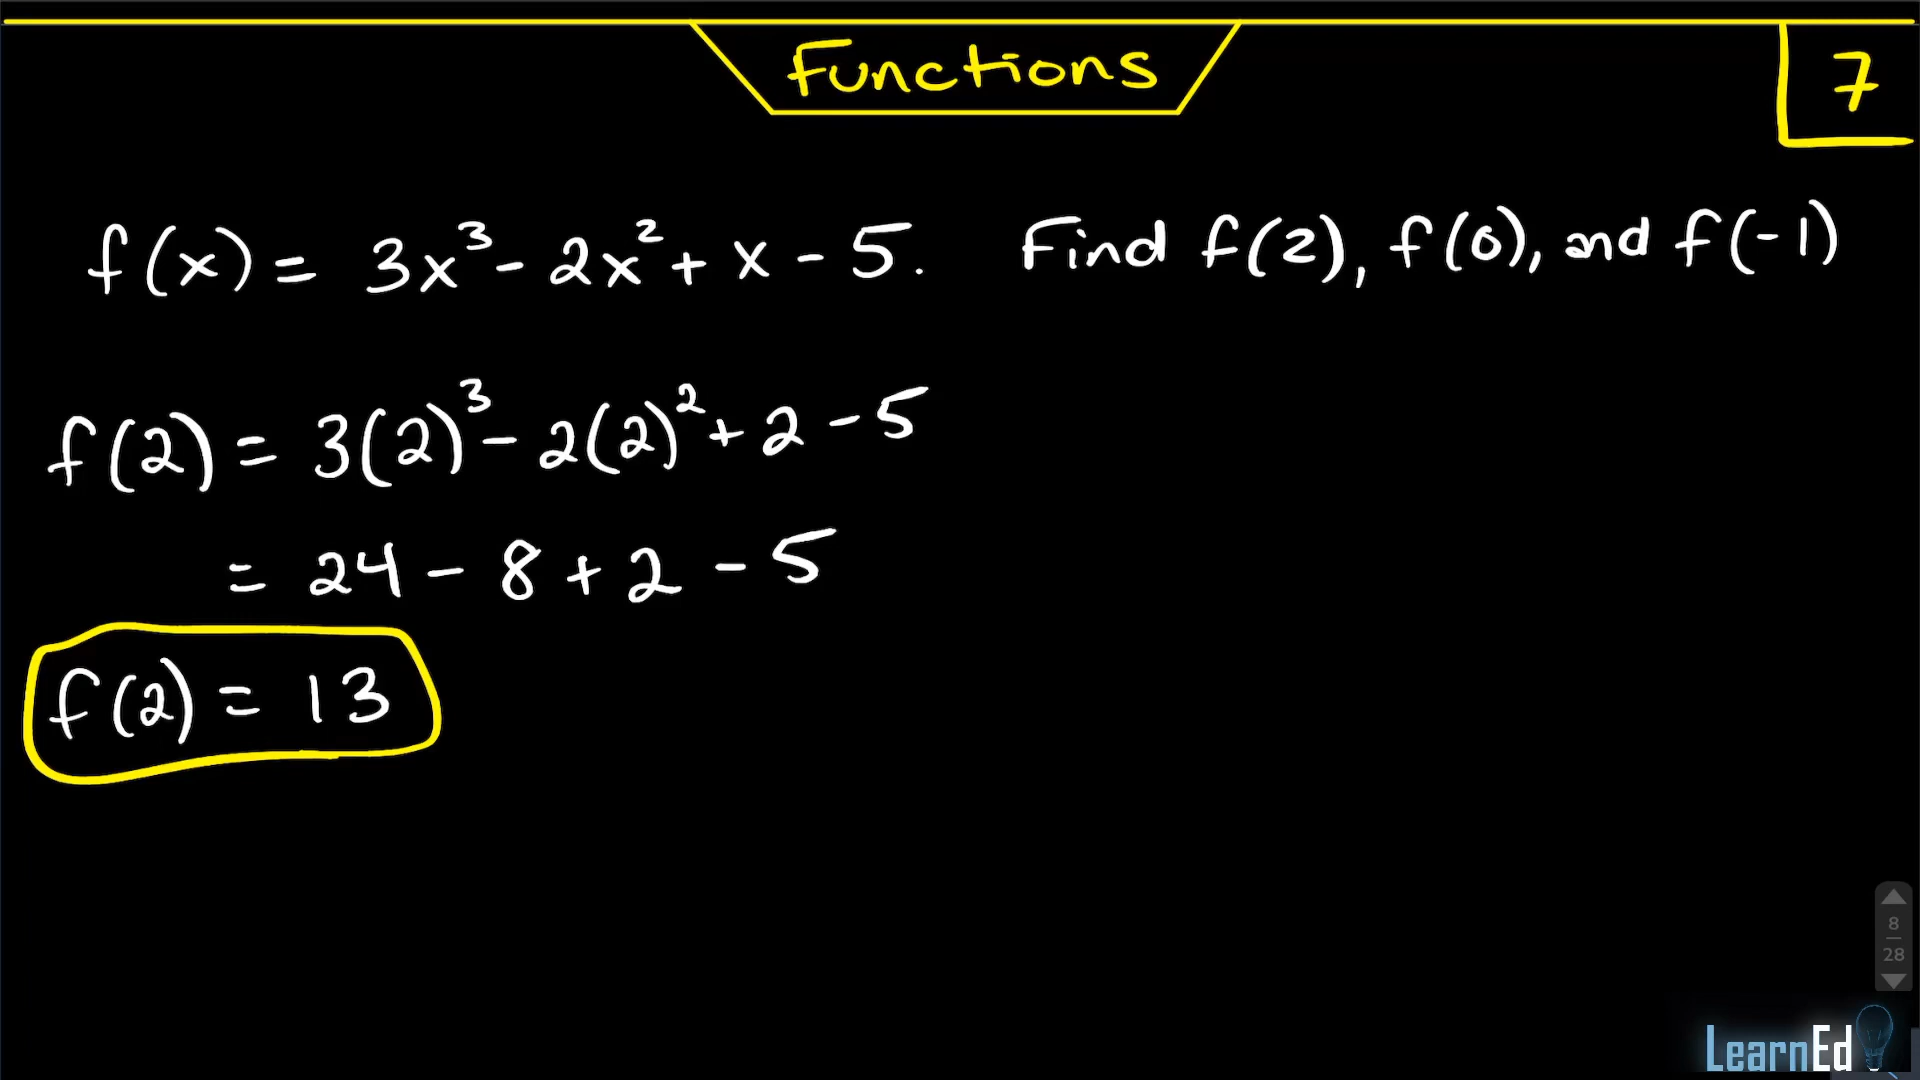 Functions
7
f(x) = 3x³ - 2x² + x - 5. Find f(2), f(0), and f(-1)
f(2) = 3(2)³ - 2(2)² + 2 - 5
= 24 - 8 + 2 - 5
f(2) = 13
8
28
LearnEd